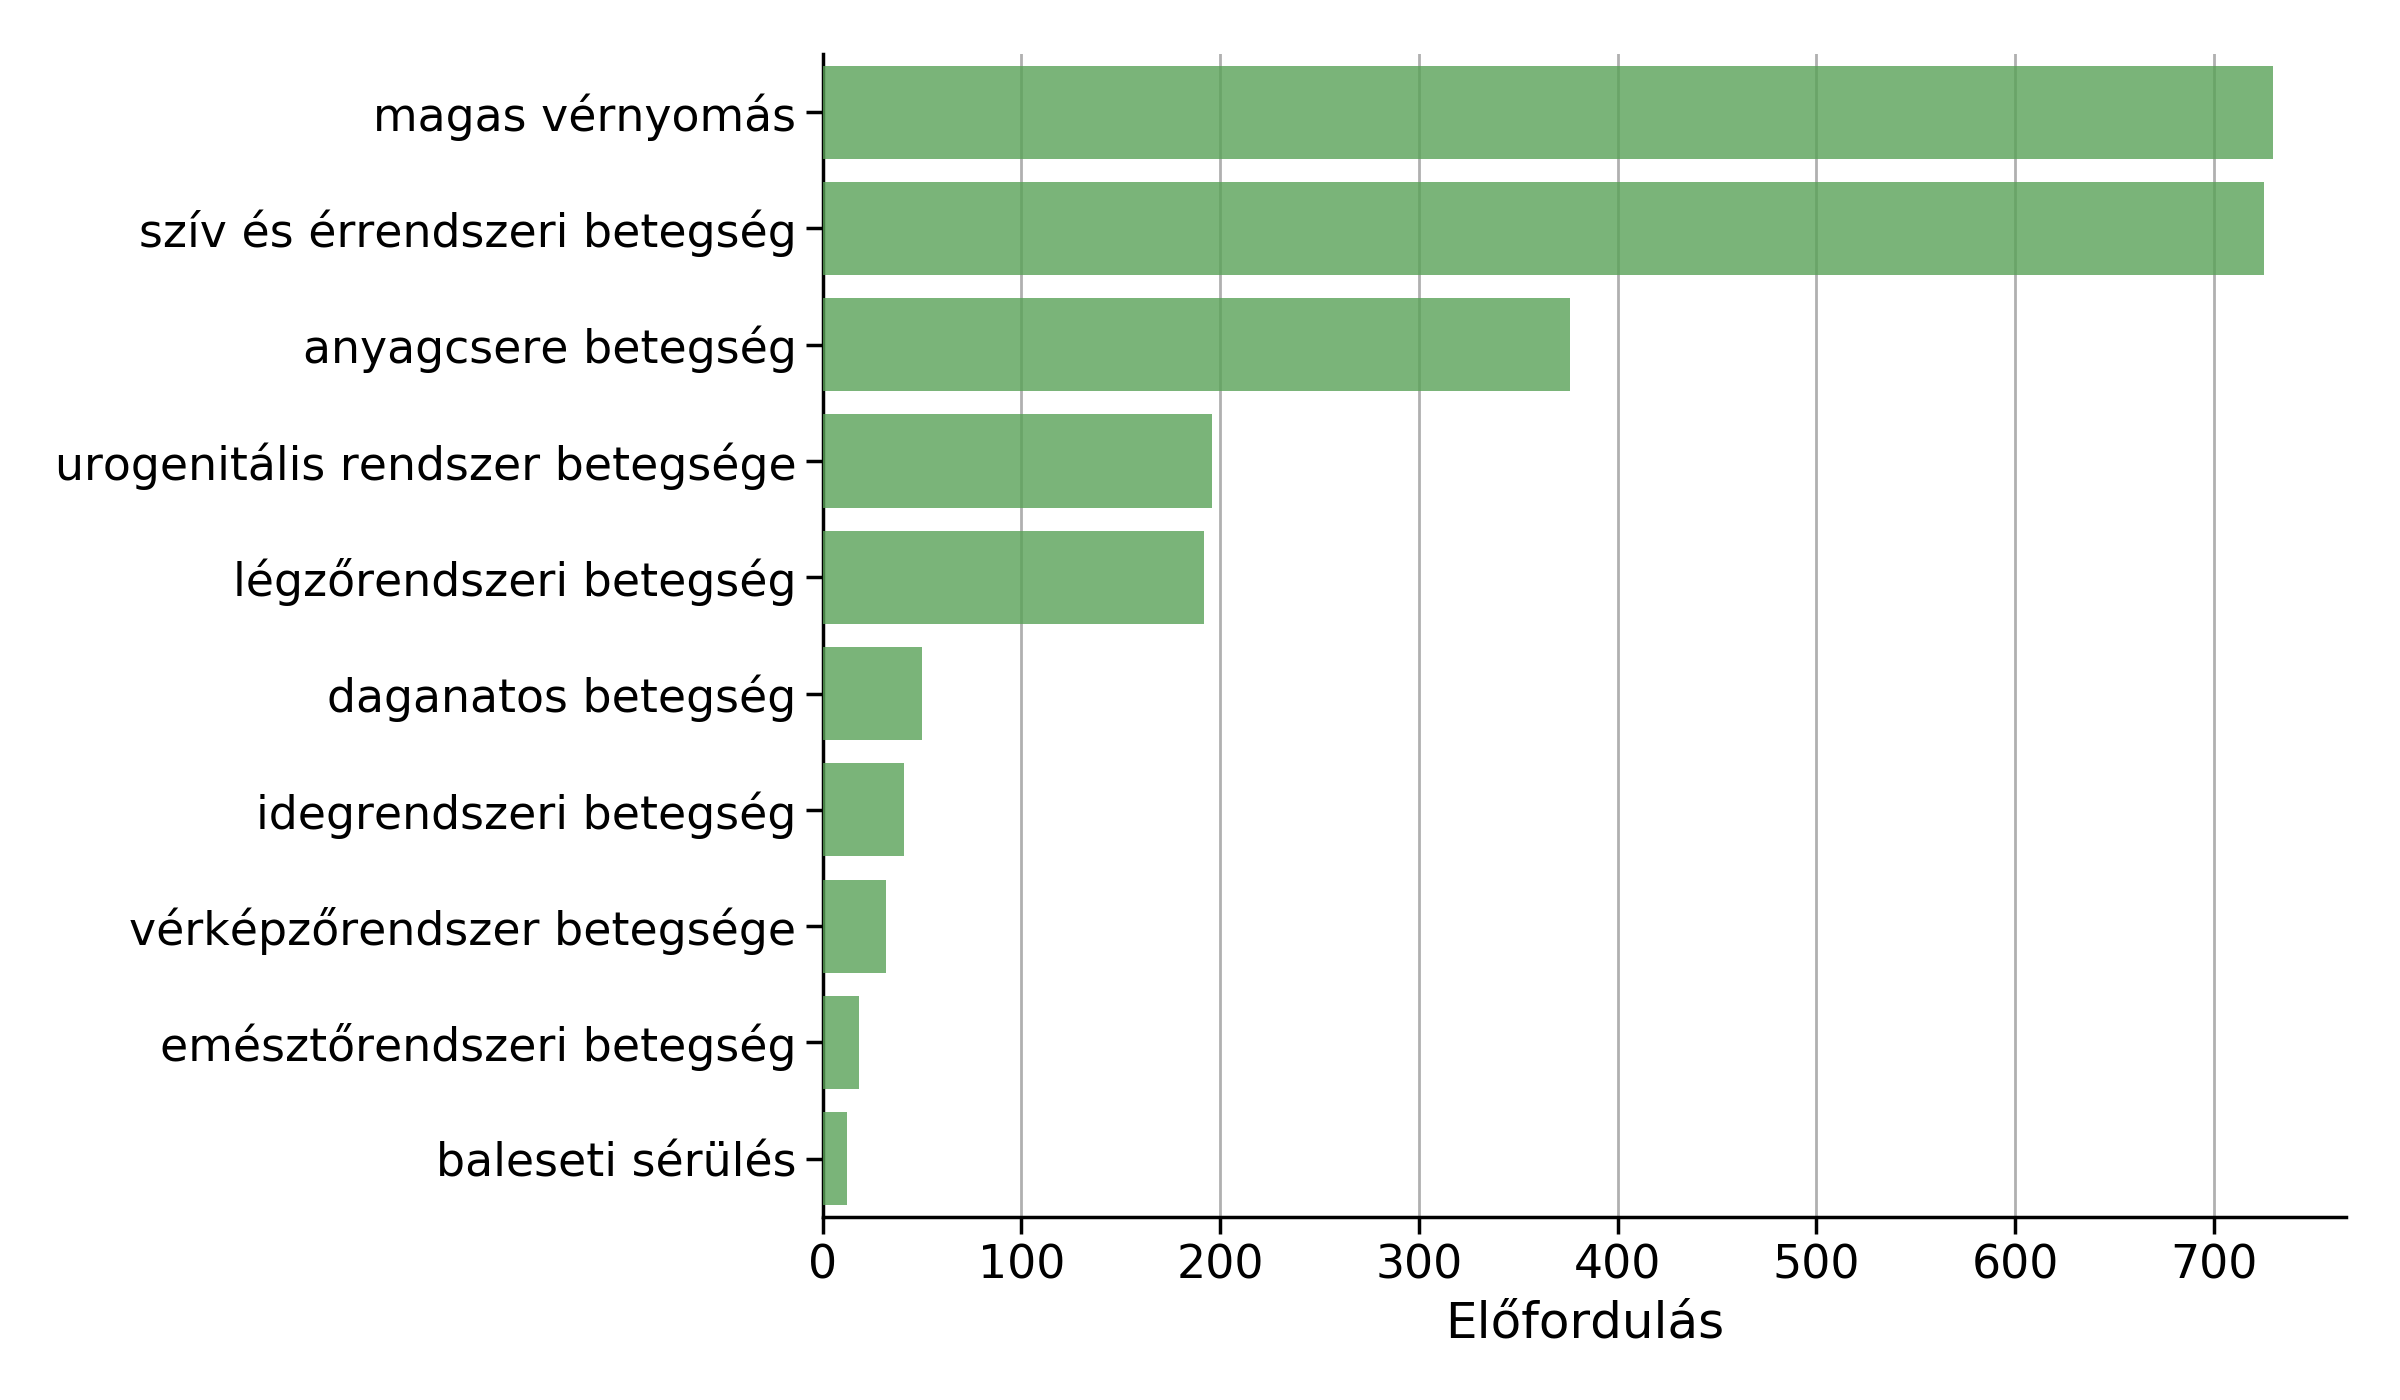 magas vérnyomás
szív és érrendszeri betegség
anyagcsere betegség
urogenitális rendszer betegsége
légzőrendszeri betegség
daganatos betegség
idegrendszeri betegség
vérképzőrendszer betegsége
emésztőrendszeri betegség
baleseti sérülés
0 100 200 300 400 500 600 700
Előfordulás